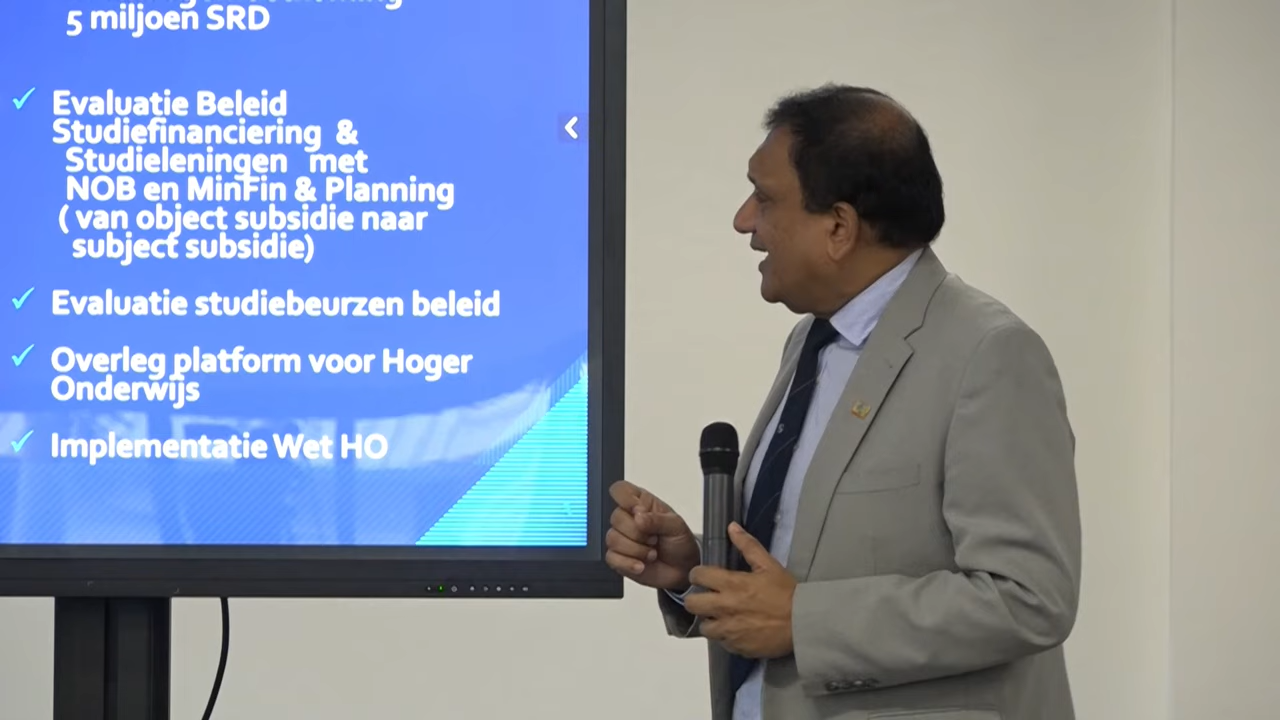 5 miljoen SRD
Evaluatie Beleid
Studiefinanciering &
Studieleningen met
NOB en MinFin & Planning
( van object subsidie naar
subject subsidie)
Evaluatie studiebeurzen beleid
Overleg platform voor Hoger
Onderwijs
Implementatie Wet HO